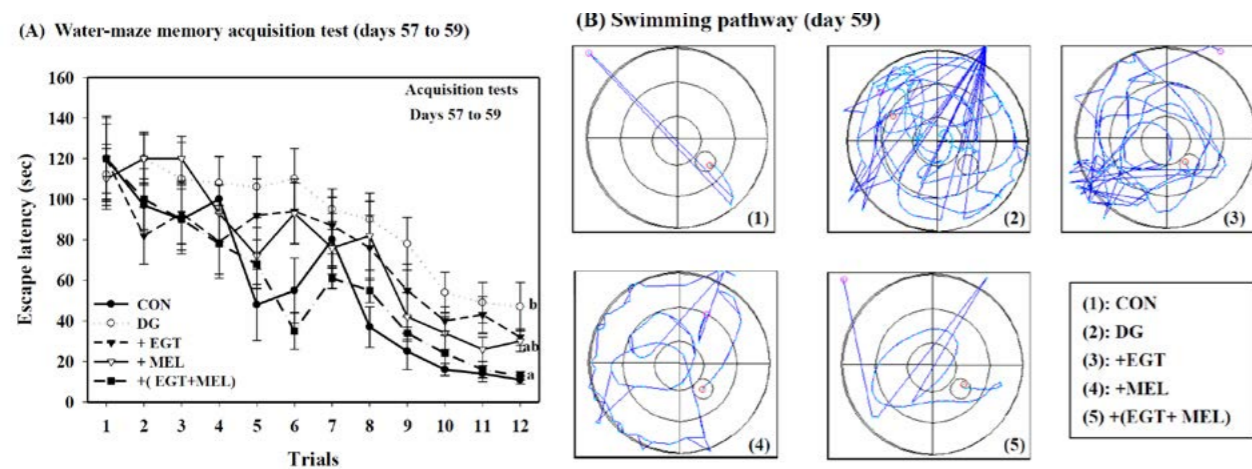 (A) Water-maze memory acquisition test (days 57 to 59)
Acquisition tests
Days 57 to 59
Escape latency (sec)
160
140
120
100
80
60
40
20
0
CON
DG
+ EGT
+ MEL
+( EGT+MEL)
b
ab
a
1 2 3 4 5 6 7 8 9 10 11 12
Trials
(B) Swimming pathway (day 59)
(1)
(2)
(3)
(4)
(5)
(1): CON
(2): DG
(3): +EGT
(4): +MEL
(5) +(EGT+ MEL)